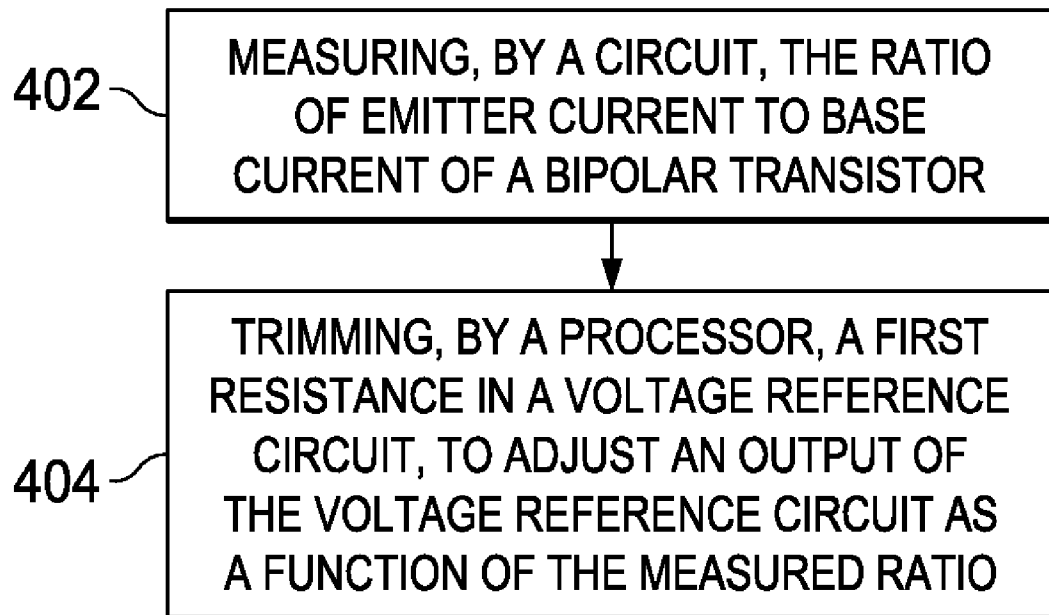 402
MEASURING, BY A CIRCUIT, THE RATIO
OF EMITTER CURRENT TO BASE
CURRENT OF A BIPOLAR TRANSISTOR
404
TRIMMING, BY A PROCESSOR, A FIRST
RESISTANCE IN A VOLTAGE REFERENCE
CIRCUIT, TO ADJUST AN OUTPUT OF
THE VOLTAGE REFERENCE CIRCUIT AS
A FUNCTION OF THE MEASURED RATIO